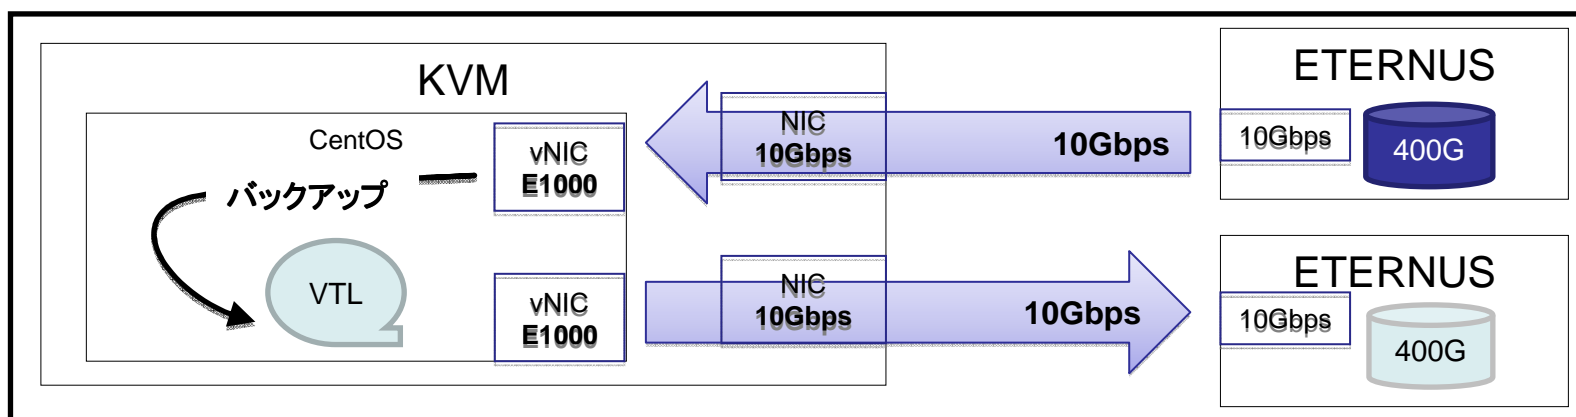 KVM
CentOS
vNIC
E1000
バックアップ
VTL
vNIC
E1000
NIC
10Gbps
10Gbps
NIC
10Gbps
10Gbps
ETERNUS
10Gbps
400G
ETERNUS
10Gbps
400G